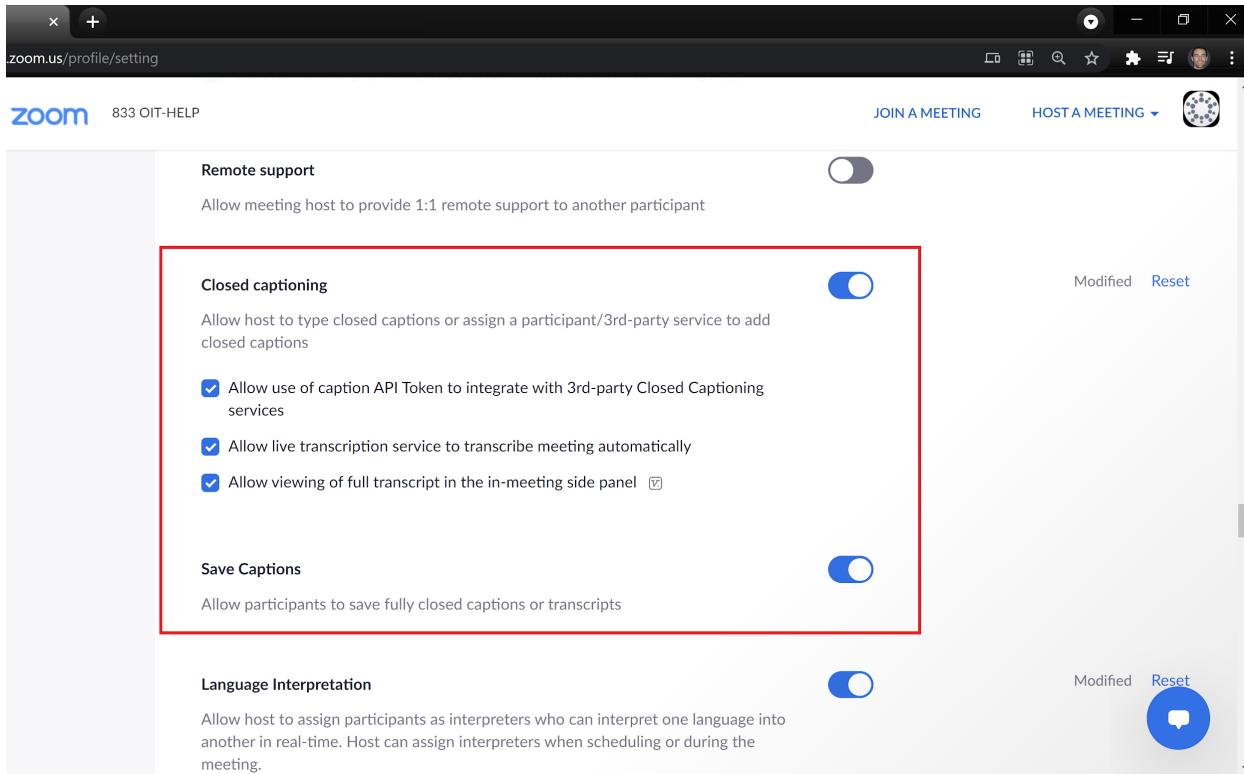 .zoom.us/profile/setting
zoom 833 OIT-HELP JOIN A MEETING HOST A MEETING
Remote support
Allow meeting host to provide 1:1 remote support to another participant
Closed captioning Modified Reset
Allow host to type closed captions or assign a participant/3rd-party service to add
closed captions
Allow use of caption API Token to integrate with 3rd-party Closed Captioning
services
Allow live transcription service to transcribe meeting automatically
Allow viewing of full transcript in the in-meeting side panel
Save Captions
Allow participants to save fully closed captions or transcripts
Language Interpretation Modified Reset
Allow host to assign participants as interpreters who can interpret one language into
another in real-time. Host can assign interpreters when scheduling or during the
meeting.